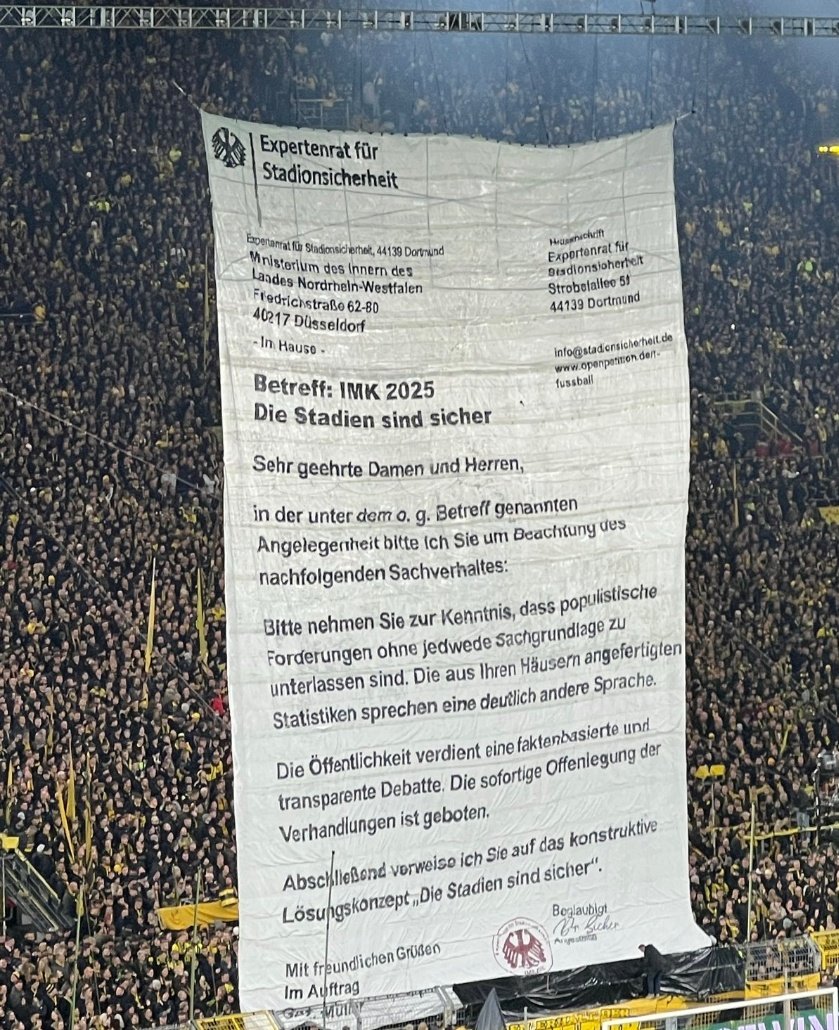 Expertenrat für
Stadionsicherheit
Expertenrat für Stadionsicherheit, 44139 Dortmund
Ministerium des Innern des
Landes Nordrhein-Westfalen
Friedrichstraße 62-80
40217 Düsseldorf
- In Hause -
Hausanschrift
Expertenrat für
Stadionsicherheit
Strobelallee 51
44139 Dortmund
info@stadionsicherheit.de
fussball
Betreff: IMK 2025
Die Stadien sind sicher
Sehr geehrte Damen und Herren,
in der unter dem o. g. Betreff genannten
Angelegenheit bitte ich Sie um Beachtung des
nachfolgenden Sachverhaltes:
Bitte nehmen Sie zur Kenntnis, dass populistische
Forderungen ohne jedwede Sachgrundlage zu
unterlassen sind. Die aus Ihren Häusern angefertigten
Statistiken sprechen eine deutlich andere Sprache.
Die Öffentlichkeit verdient eine faktenbasierte und
transparente Debatte. Die sofortige Offenlegung der
Verhandlungen ist geboten.
Abschließend verweise ich Sie auf das konstruktive
Lösungskonzept „Die Stadien sind sicher“.
Beglaubigt
Mit freundlichen Grüßen
Im Auftrag